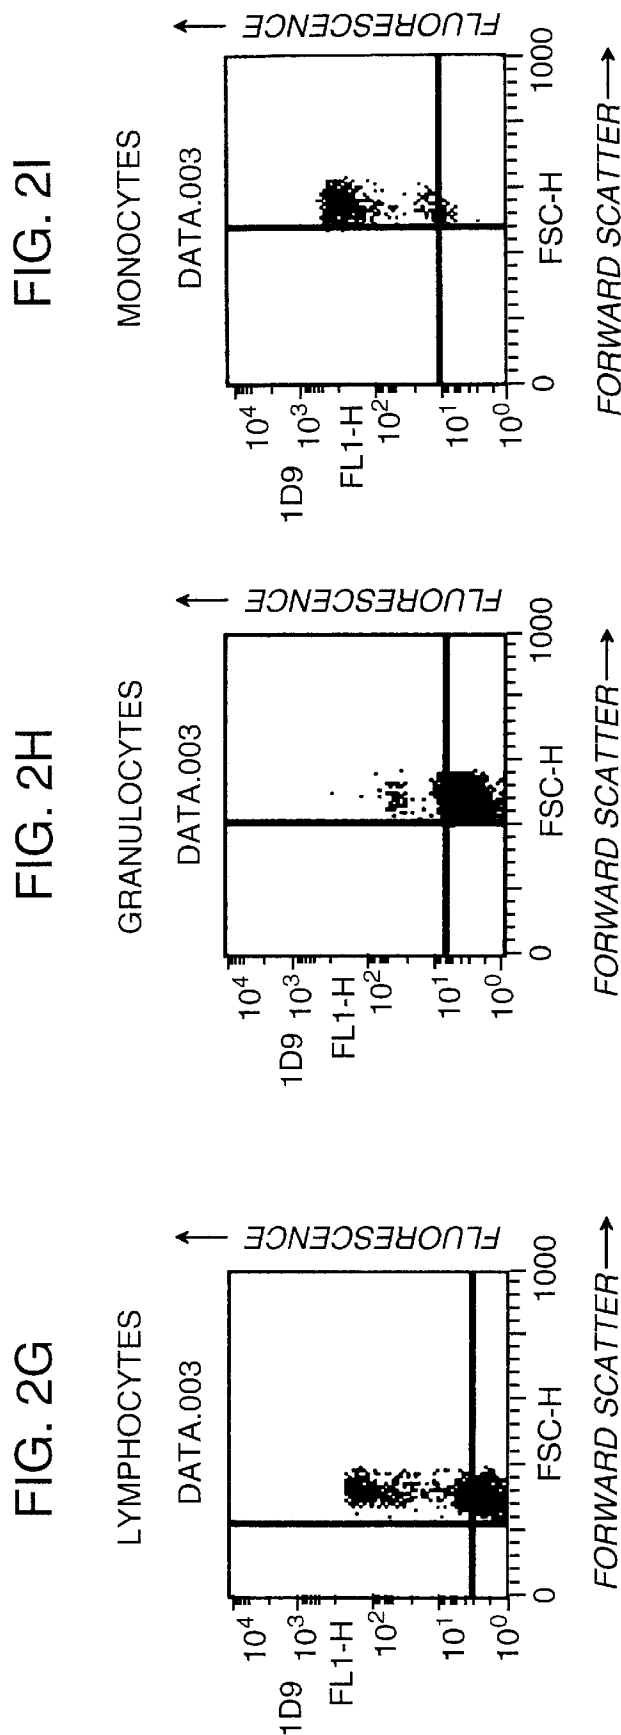 FIG. 2G
LYMPHOCYTES
DATA.003
1D9
FL1-H
10⁴
10³
10²
10¹
10⁰
0
1000
FSC-H
FORWARD SCATTER
FLUORESCENCE
FIG. 2H
GRANULOCYTES
DATA.003
1D9
FL1-H
10⁴
10³
10²
10¹
10⁰
0
1000
FSC-H
FORWARD SCATTER
FLUORESCENCE
FIG. 2I
MONOCYTES
DATA.003
1D9
FL1-H
10⁴
10³
10²
10¹
10⁰
0
1000
FSC-H
FORWARD SCATTER
FLUORESCENCE